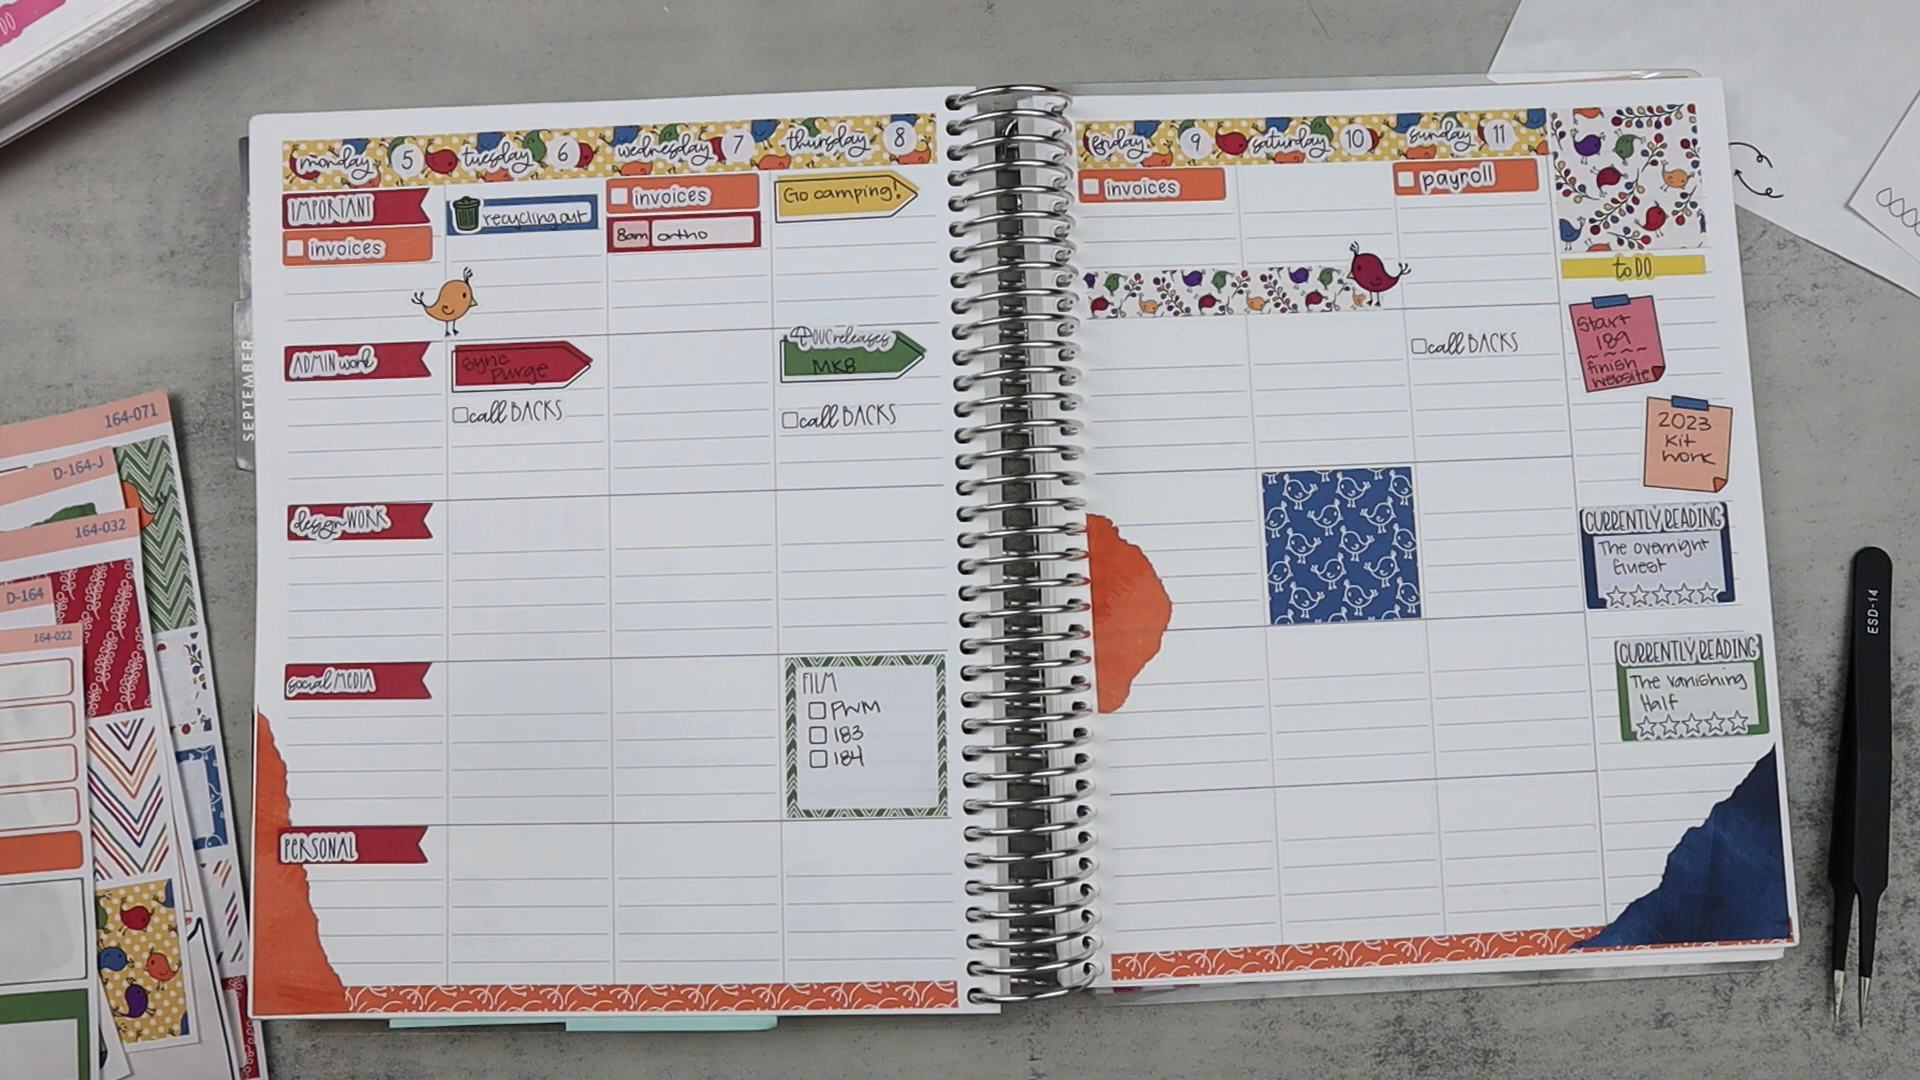 DO
SEPTEMBER
monday 5
tuesday 6
wednesday 7
thursday 8
friday 9
saturday 10
sunday 11
IMPORTANT
invoices
recycling out
invoices
8am ortho
Go camping!
invoices
payroll
to DO
ADMIN work
Sync
Purge
call BACKS
OUC releases
MK8
call BACKS
call BACKS
Start
189
finish
website
2023
Kit
work
design WORK
CURRENTLY READING
The Overnight
Guest
social MEDIA
FILM
PWM
183
184
CURRENTLY READING
The Vanishing
Half
PERSONAL
164-071
D-164-J
164-032
D-164
164-022
ESD-14